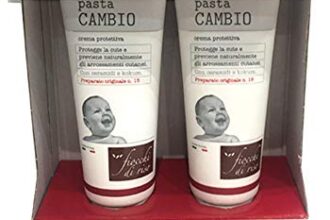 pasta
CAMBIO
crema protettiva
Protegge la cute e
previene naturalmente
gli arrossamenti cutanei.
Con ceramidi e kokum.
Preparato originale n. 18
fiocchi
di riso
pasta
CAMBIO
crema protettiva
Protegge la cute e
previene naturalmente
gli arrossamenti cutanei.
Con ceramidi e kokum.
Preparato originale n. 18
fiocchi
di riso